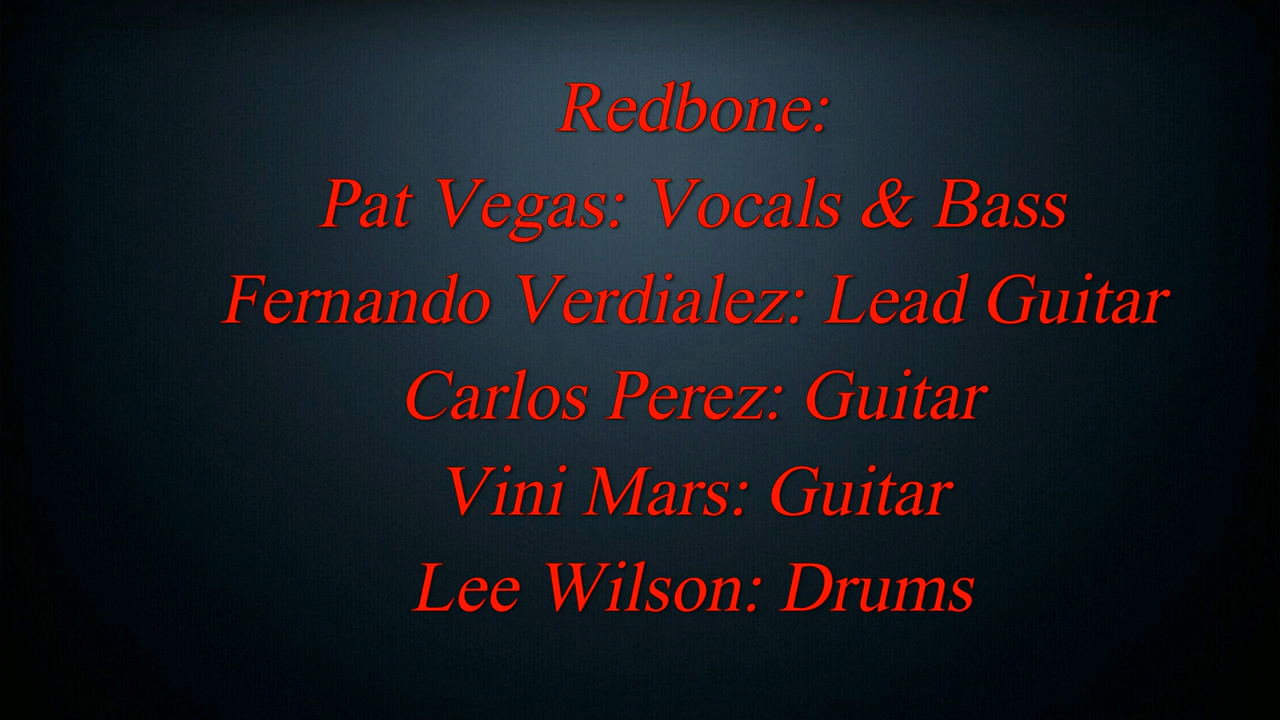 Redbone:
Pat Vegas: Vocals & Bass
Fernando Verdialez: Lead Guitar
Carlos Perez: Guitar
Vini Mars: Guitar
Lee Wilson: Drums